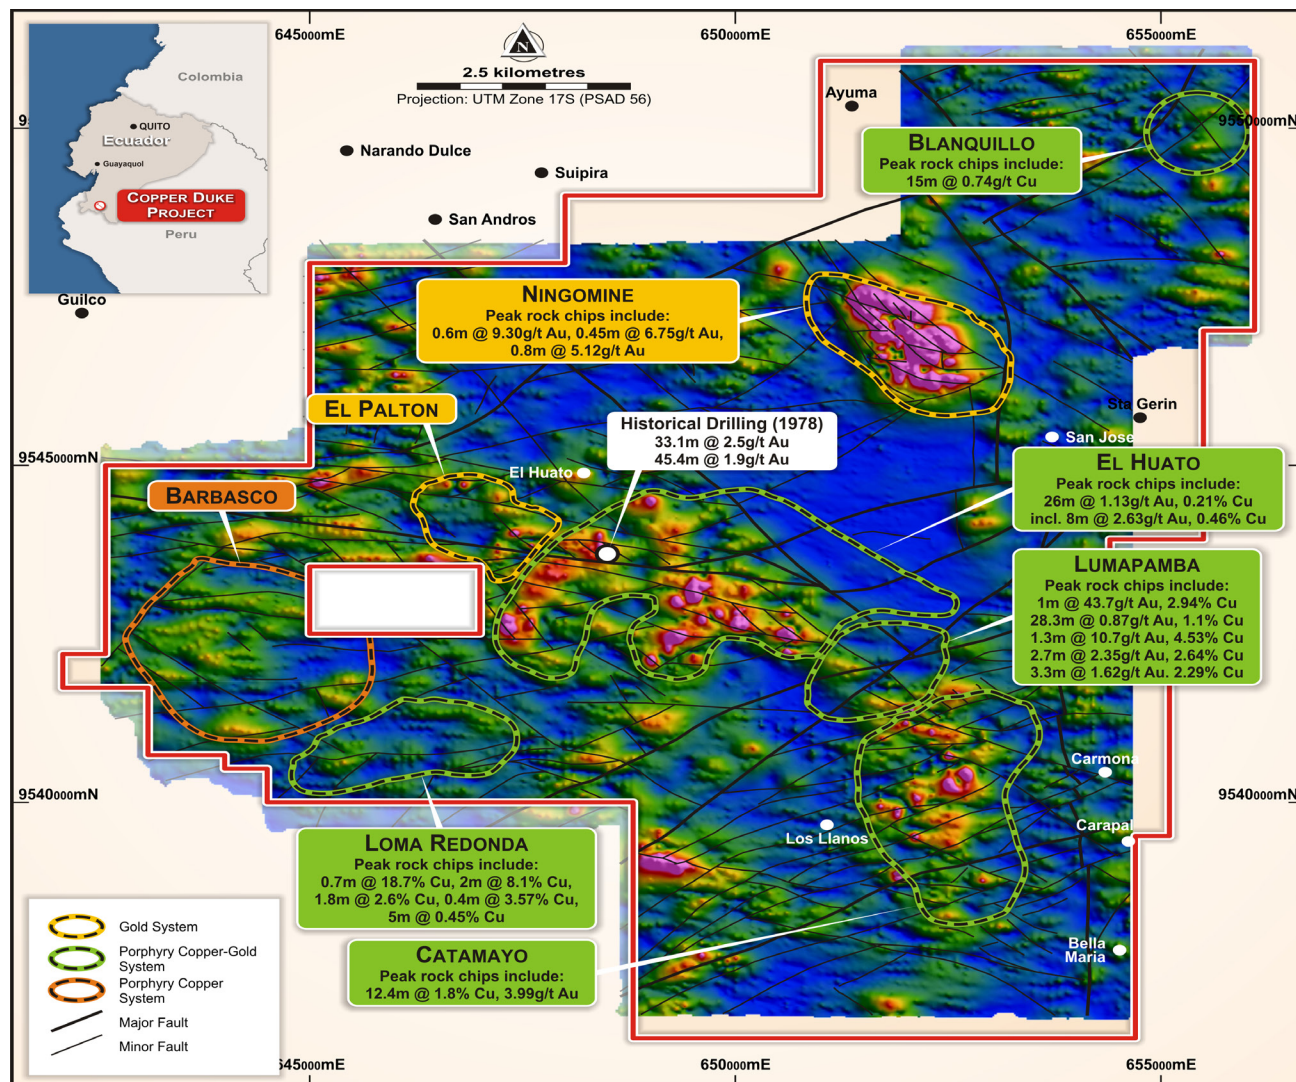 645000mE
650000mE
655000mE
N
2.5 kilometres
Projection: UTM Zone 17S (PSAD 56)
Colombia
QUITO
Ecuador
Guayaquol
COPPER DUKE
PROJECT
Peru
Guilco
Narando Dulce
Suipira
San Andros
Ayuma
9550000mN
BLANQUILLO
Peak rock chips include:
15m @ 0.74g/t Cu
NINGOMINE
Peak rock chips include:
0.6m @ 9.30g/t Au, 0.45m @ 6.75g/t Au,
0.8m @ 5.12g/t Au
EL PALTON
Historical Drilling (1978)
33.1m @ 2.5g/t Au
45.4m @ 1.9g/t Au
Sta Gerin
San Jose
9545000mN
El Huato
EL HUATO
Peak rock chips include:
26m @ 1.13g/t Au, 0.21% Cu
incl. 8m @ 2.63g/t Au, 0.46% Cu
BARBASCO
LUMAPAMBA
Peak rock chips include:
1m @ 43.7g/t Au, 2.94% Cu
28.3m @ 0.87g/t Au, 1.1% Cu
1.3m @ 10.7g/t Au, 4.53% Cu
2.7m @ 2.35g/t Au, 2.64% Cu
3.3m @ 1.62g/t Au. 2.29% Cu
Carmona
9540000mN
9540000mN
Los Llanos
Carapal
LOMA REDONDA
Peak rock chips include:
0.7m @ 18.7% Cu, 2m @ 8.1% Cu,
1.8m @ 2.6% Cu, 0.4m @ 3.57% Cu,
5m @ 0.45% Cu
CATAMAYO
Peak rock chips include:
12.4m @ 1.8% Cu, 3.99g/t Au
Bella
Maria
Gold System
Porphyry Copper-Gold
System
Porphyry Copper
System
Major Fault
Minor Fault
645000mE
650000mE
655000mE